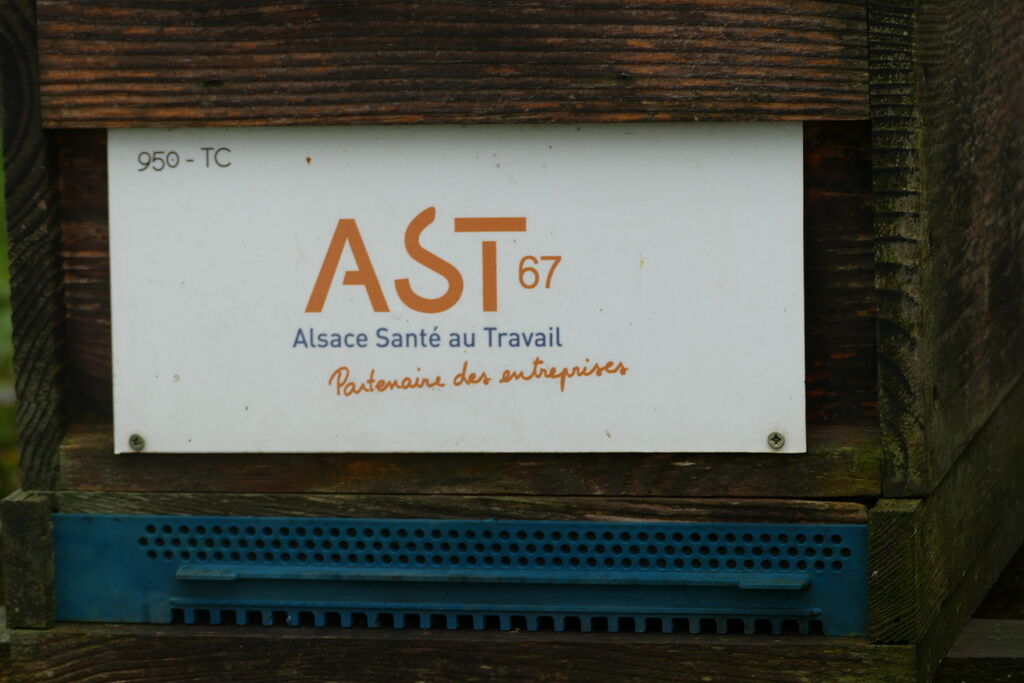 950 - TC
AST 67
Alsace Santé au Travail
Partenaire des entreprises